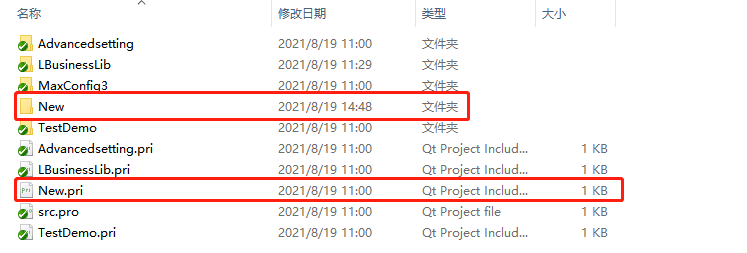 名称 修改日期 类型 大小
Advancedsetting 2021/8/19 11:00 文件夹
LBusinessLib 2021/8/19 11:29 文件夹
MaxConfig3 2021/8/19 11:00 文件夹
New 2021/8/19 14:48 文件夹
TestDemo 2021/8/19 11:00 文件夹
Advancedsetting.pri 2021/8/19 11:00 Qt Project Includ... 1 KB
LBusinessLib.pri 2021/8/19 11:00 Qt Project Includ... 1 KB
New.pri 2021/8/19 11:00 Qt Project Includ... 1 KB
src.pro 2021/8/19 11:00 Qt Project file 1 KB
TestDemo.pri 2021/8/19 11:00 Qt Project Includ... 1 KB